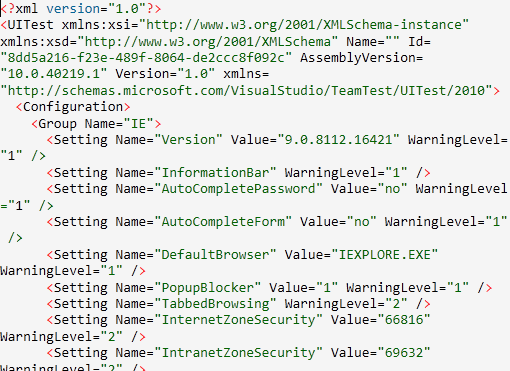 <?xml version="1.0"?>
<UITest xmlns:xsi="http://www.w3.org/2001/XMLSchema-instance"
xmlns:xsd="http://www.w3.org/2001/XMLSchema" Name="" Id=
"8dd5a216-f23e-489f-8064-de2ccc8f092c" AssemblyVersion=
"10.0.40219.1" Version="1.0" xmlns=
"http://schemas.microsoft.com/VisualStudio/TeamTest/UITest/2010">
<Configuration>
<Group Name="IE">
<Setting Name="Version" Value="9.0.8112.16421" WarningLevel=
"1" />
<Setting Name="InformationBar" WarningLevel="1" />
<Setting Name="AutoCompletePassword" Value="no" WarningLevel
="1" />
<Setting Name="AutoCompleteForm" Value="no" WarningLevel="1"
/>
<Setting Name="DefaultBrowser" Value="IEXPLORE.EXE"
WarningLevel="1" />
<Setting Name="PopupBlocker" Value="1" WarningLevel="1" />
<Setting Name="TabbedBrowsing" WarningLevel="2" />
<Setting Name="InternetZoneSecurity" Value="66816"
WarningLevel="2" />
<Setting Name="IntranetZoneSecurity" Value="69632"
WarningLevel="2" />